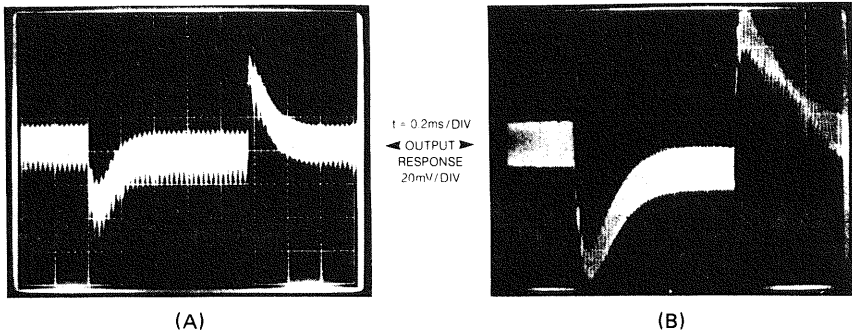 t = 0.2ms/DIV
◄ OUTPUT ►
RESPONSE
20mV/DIV
(A)
(B)